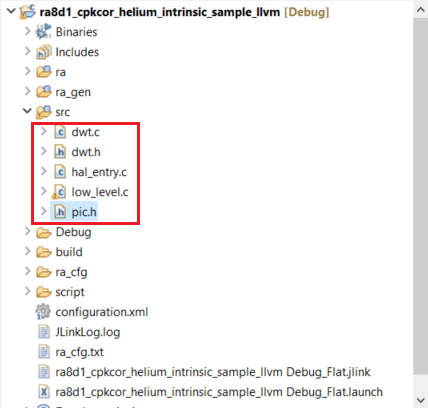 ra8d1_cpkcor_helium_intrinsic_sample_llvm [Debug]
Binaries
Includes
ra
ra_gen
src
dwt.c
dwt.h
hal_entry.c
low_level.c
pic.h
Debug
build
ra_cfg
script
configuration.xml
JLinkLog.log
ra_cfg.txt
ra8d1_cpkcor_helium_intrinsic_sample_llvm Debug_Flat.jlink
ra8d1_cpkcor_helium_intrinsic_sample_llvm Debug_Flat.launch